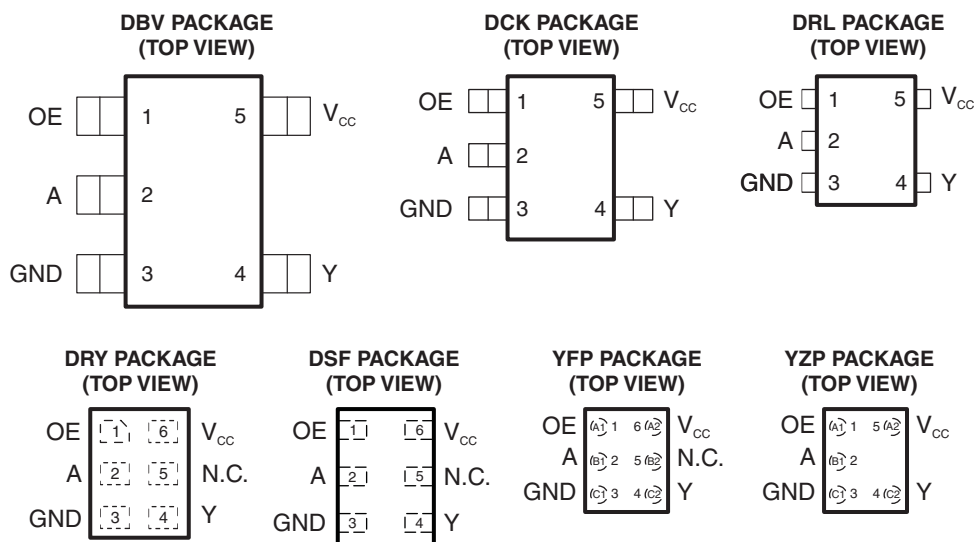 DBV PACKAGE
(TOP VIEW)
OE 1 5 VCC
A 2
GND 3 4 Y
DCK PACKAGE
(TOP VIEW)
OE 1 5 VCC
A 2
GND 3 4 Y
DRL PACKAGE
(TOP VIEW)
OE 1 5 VCC
A 2
GND 3 4 Y
DRY PACKAGE
(TOP VIEW)
OE 1 6 VCC
A 2 5 N.C.
GND 3 4 Y
DSF PACKAGE
(TOP VIEW)
OE 1 6 VCC
A 2 5 N.C.
GND 3 4 Y
YFP PACKAGE
(TOP VIEW)
OE A1 1 6 A2 VCC
A B1 2 5 B2 N.C.
GND C1 3 4 C2 Y
YZP PACKAGE
(TOP VIEW)
OE A1 1 5 A2 VCC
A B1 2
GND C1 3 4 C2 Y